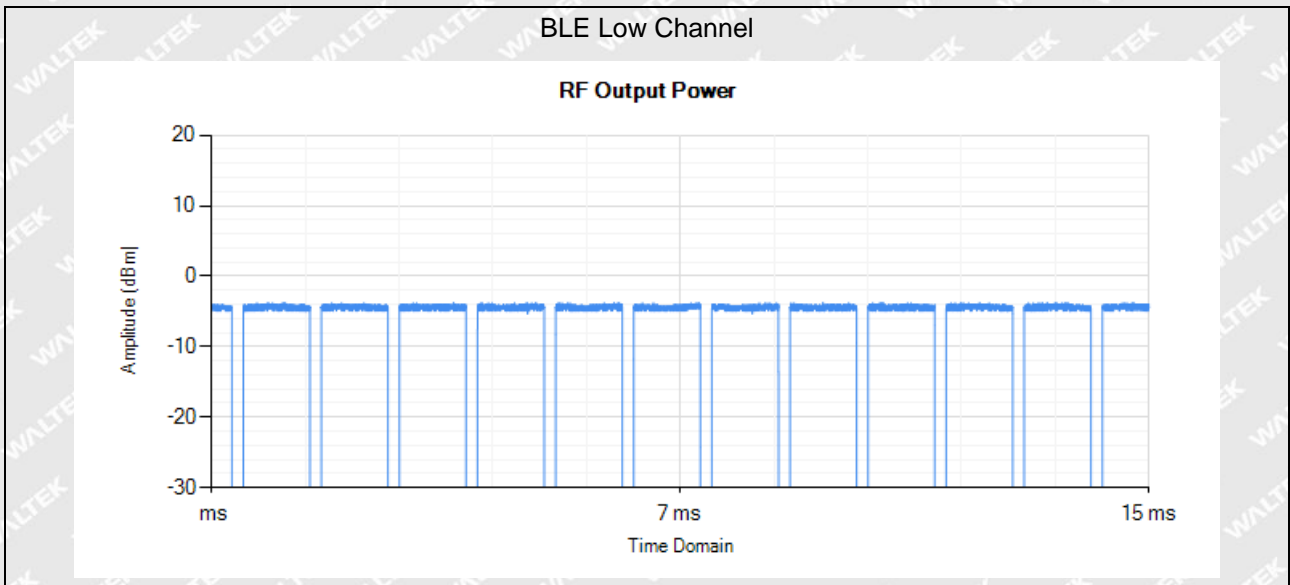 BLE Low Channel
RF Output Power
20
10
0
-10
-20
-30
Amplitude (dBm|
ms
7 ms
15 ms
Time Domain
WALTEK